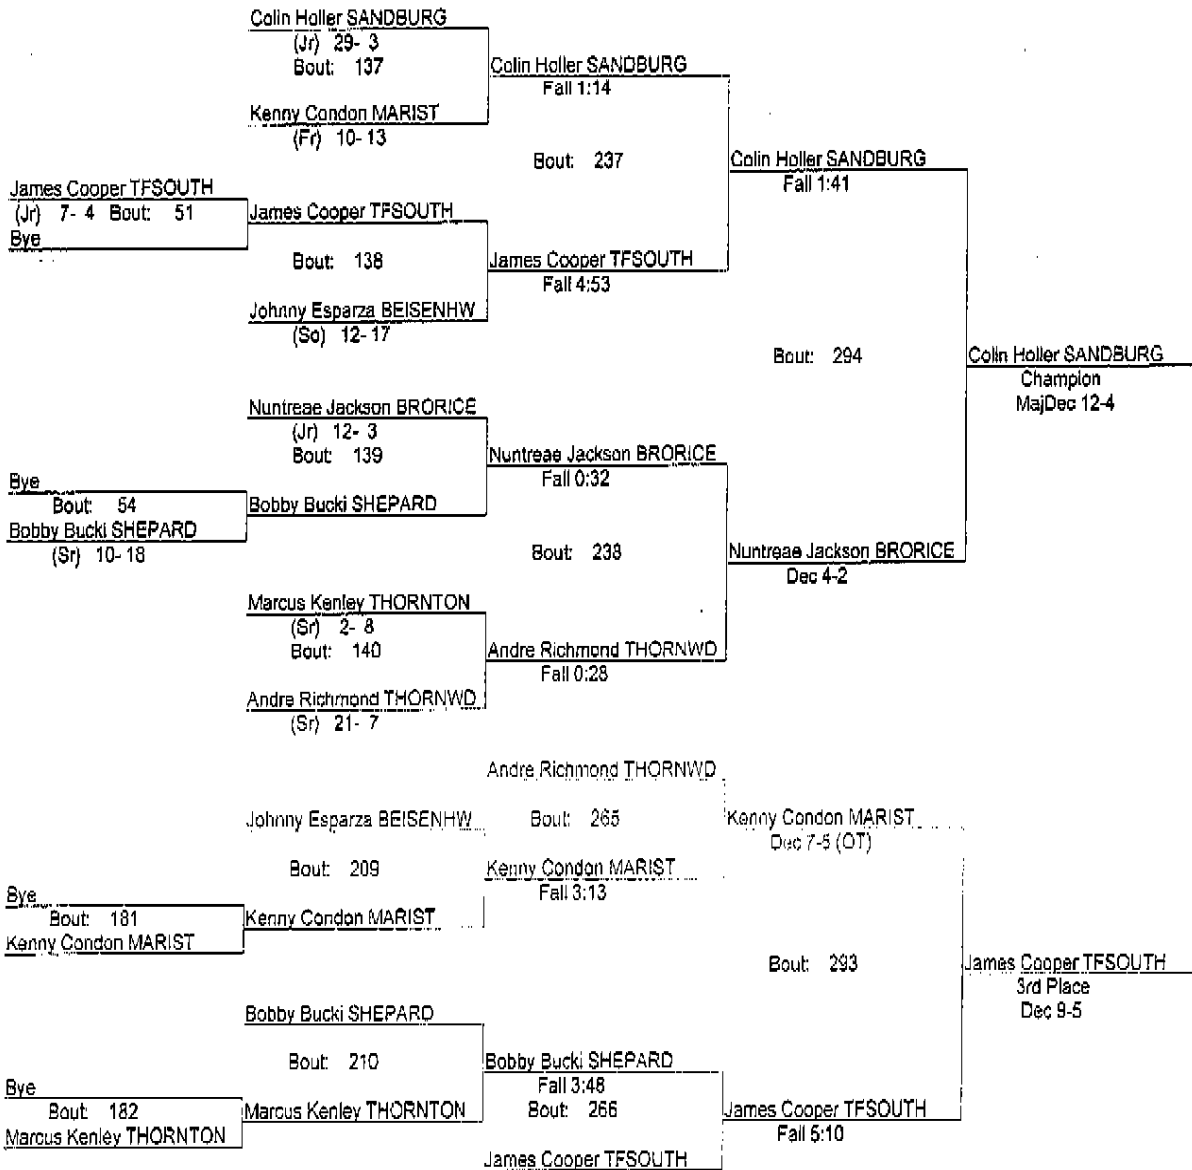 Colin Holler SANDBURG
(Jr) 29- 3
Bout: 137
Colin Holler SANDBURG
Fall 1:14
Kenny Condon MARIST
(Fr) 10- 13
Bout: 237
Colin Holler SANDBURG
Fall 1:41
James Cooper TFSOUTH
(Jr) 7- 4 Bout: 51
Bye
James Cooper TFSOUTH
Bout: 138
James Cooper TFSOUTH
Fall 4:53
Johnny Esparza BEISENHW
(So) 12- 17
Bout: 294
Colin Holler SANDBURG
Champion
MajDec 12-4
Nuntreae Jackson BRORICE
(Jr) 12- 3
Bout: 139
Nuntreae Jackson BRORICE
Fall 0:32
Bye
Bout: 54
Bobby Bucki SHEPARD
Bobby Bucki SHEPARD
(Sr) 10- 18
Bout: 238
Nuntreae Jackson BRORICE
Dec 4-2
Marcus Kenley THORNTON
(Sr) 2- 8
Bout: 140
Andre Richmond THORNWD
Fall 0:28
Andre Richmond THORNWD
(Sr) 21- 7
Andre Richmond THORNWD
Johnny Esparza BEISENHW
Bout: 265
Kenny Condon MARIST
Dec 7-5 (OT)
Bout: 209
Kenny Condon MARIST
Fall 3:13
Bye
Bout: 181
Kenny Condon MARIST
Kenny Condon MARIST
Bout: 293
James Cooper TFSOUTH
3rd Place
Dec 9-5
Bobby Bucki SHEPARD
Bout: 210
Bobby Bucki SHEPARD
Fall 3:48
Bye
Bout: 182
Marcus Kenley THORNTON
Marcus Kenley THORNTON
Bout: 266
James Cooper TFSOUTH
Fall 5:10
James Cooper TFSOUTH